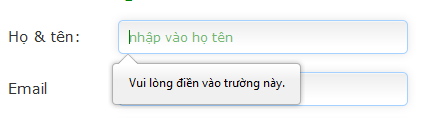 Họ & tên: nhập vào họ tên
Vui lòng điền vào trường này.
Email